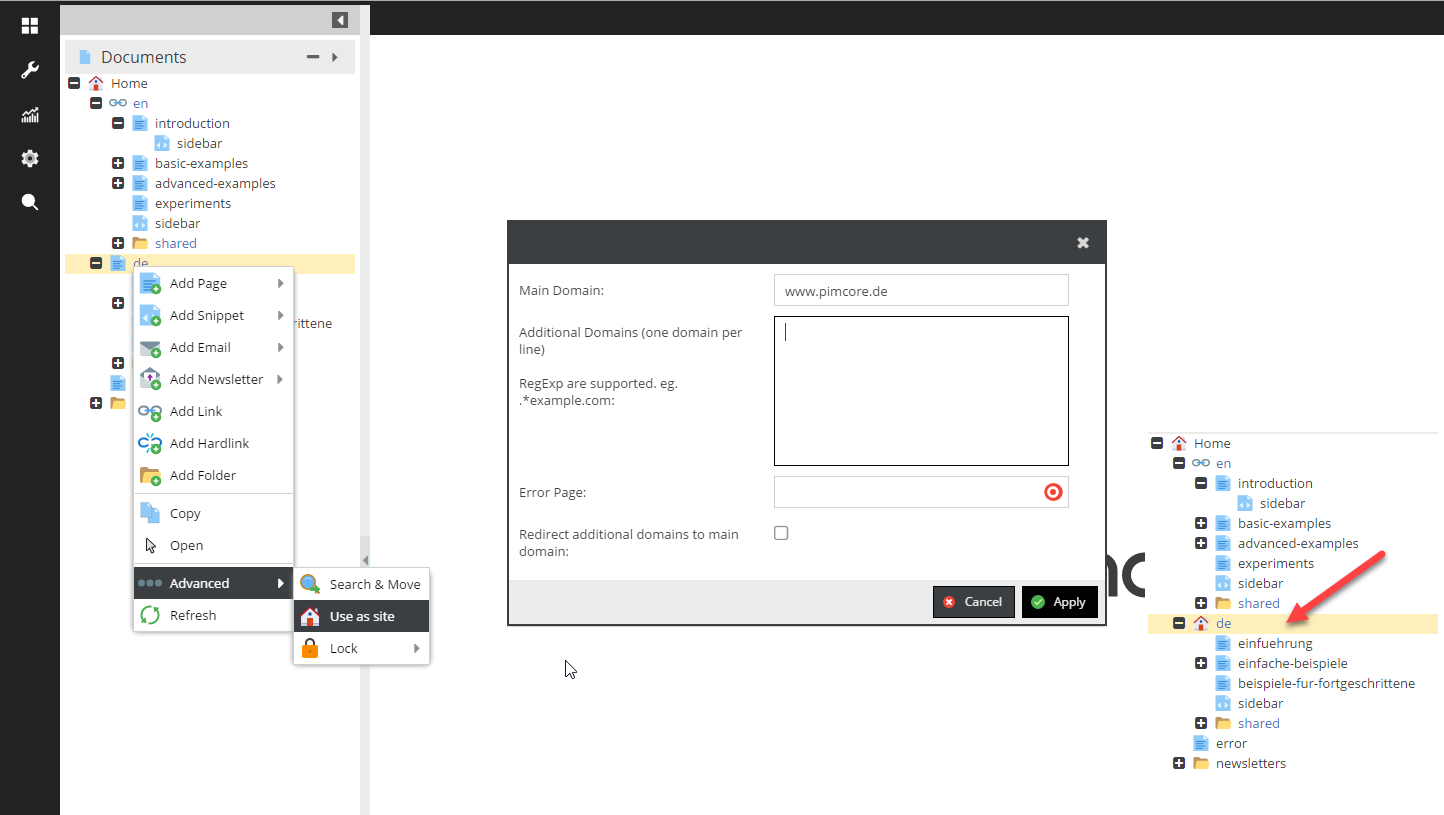 Documents
Home
en
introduction
sidebar
basic-examples
advanced-examples
experiments
sidebar
shared
de
rittene
Add Page
Add Snippet
Add Email
Add Newsletter
Add Link
Add Hardlink
Add Folder
Copy
Open
Advanced
Refresh
Search & Move
Use as site
Lock
Main Domain:
www.pimcore.de
Additional Domains (one domain per
line)
RegExp are supported. eg.
.*example.com:
Error Page:
Redirect additional domains to main
domain:
Cancel
Apply
Home
en
introduction
sidebar
basic-examples
advanced-examples
experiments
sidebar
shared
de
einfuehrung
einfache-beispiele
beispiele-fur-fortgeschrittene
sidebar
shared
error
newsletters